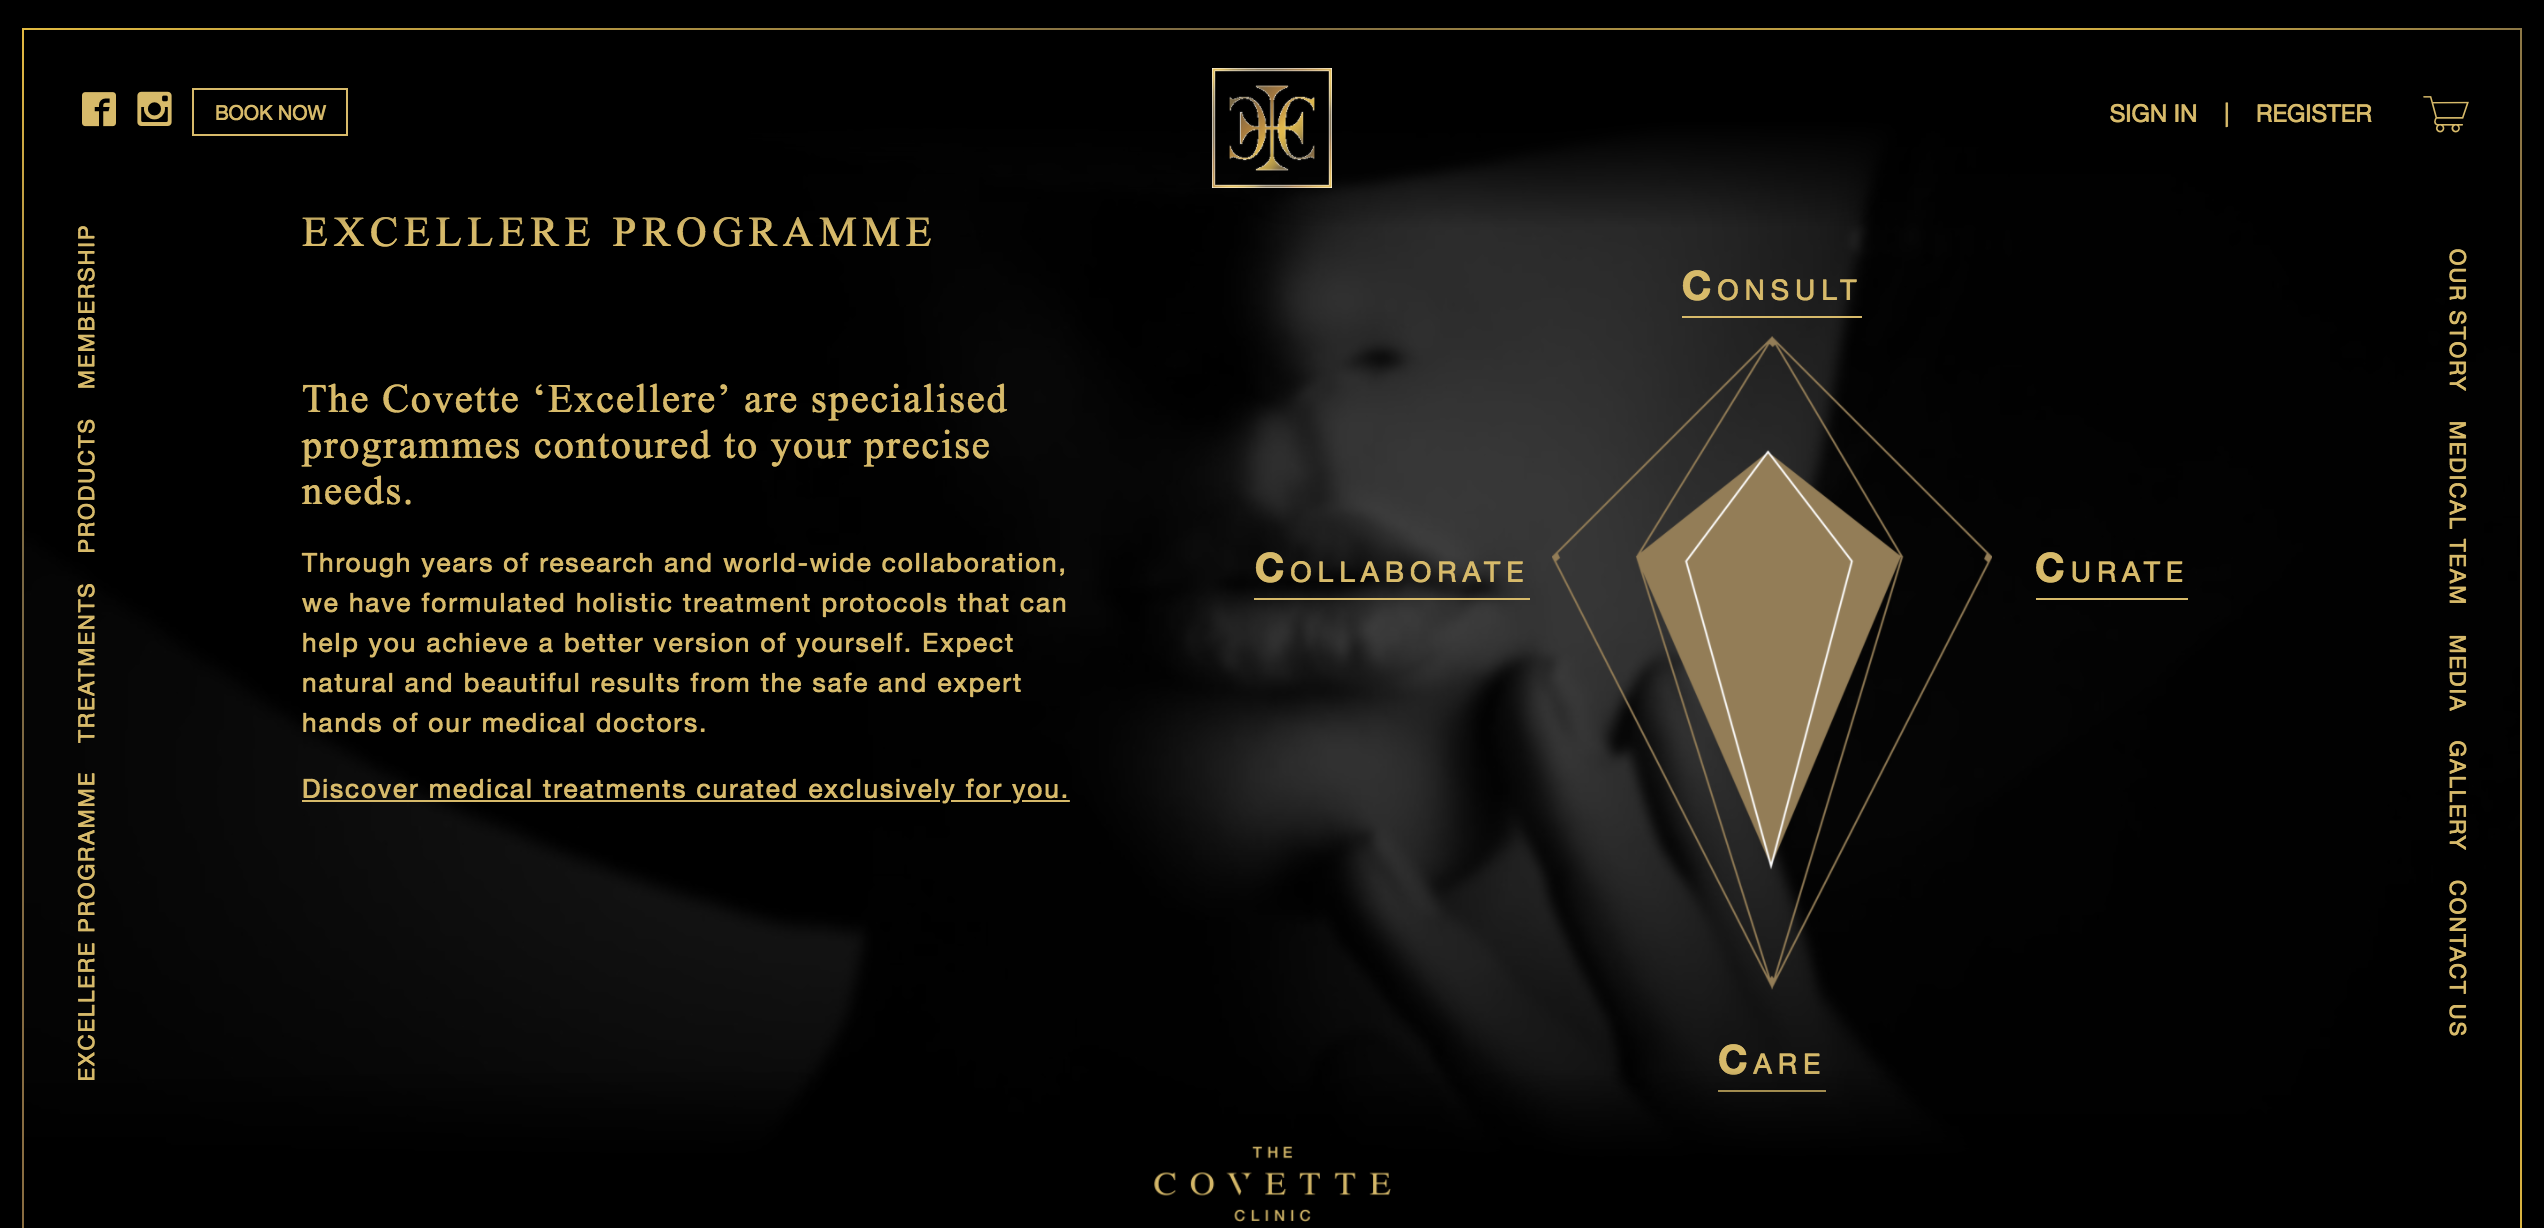 BOOK NOW
SIGN IN | REGISTER
EXCELLERE PROGRAMME
The Covette ‘Excellere’ are specialised
programmes contoured to your precise
needs.
Through years of research and world-wide collaboration,
we have formulated holistic treatment protocols that can
help you achieve a better version of yourself. Expect
natural and beautiful results from the safe and expert
hands of our medical doctors.
Discover medical treatments curated exclusively for you.
CONSULT
COLLABORATE
CURATE
CARE
EXCELLERE PROGRAMME TREATMENTS PRODUCTS MEMBERSHIP
OUR STORY MEDICAL TEAM MEDIA GALLERY CONTACT US
THE
COVETTE
CLINIC